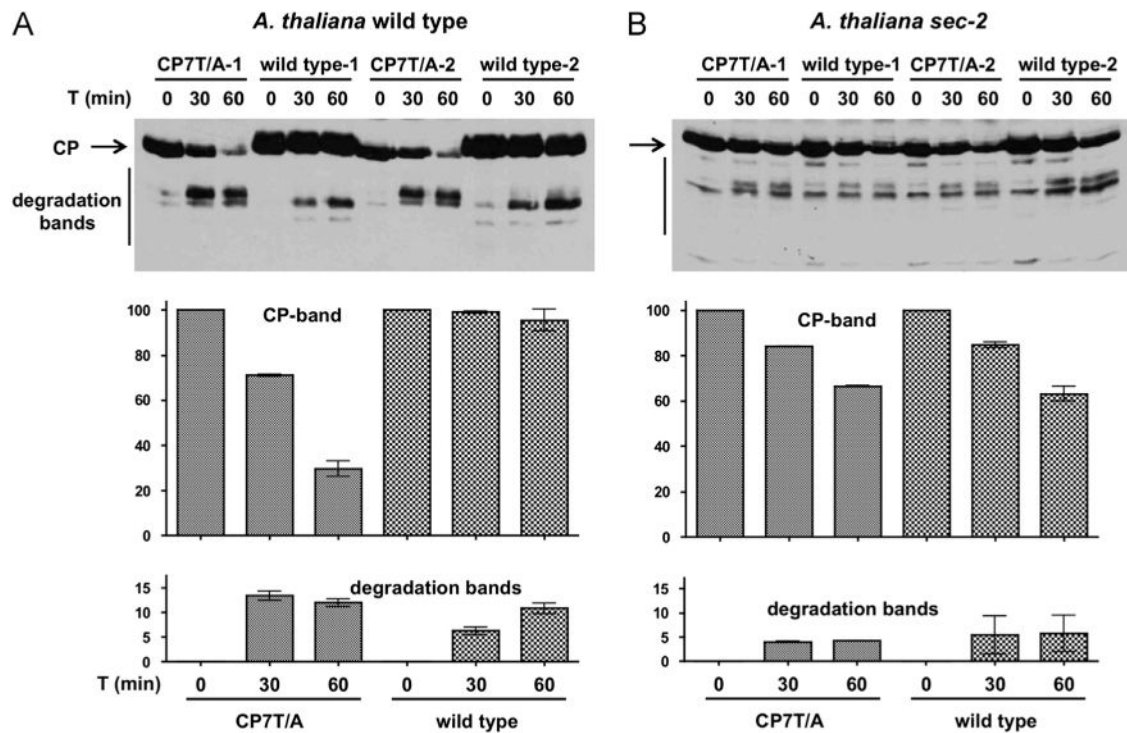 A
A. thaliana wild type
CP7T/A-1 wild type-1 CP7T/A-2 wild type-2
T (min) 0 30 60 0 30 60 0 30 60 0 30 60
CP
degradation
bands
100
80
60
40
20
0
CP-band
15
10
5
0
degradation bands
T (min) 0 30 60 0 30 60
CP7T/A wild type
B
A. thaliana sec-2
CP7T/A-1 wild type-1 CP7T/A-2 wild type-2
0 30 60 0 30 60 0 30 60 0 30 60
100
80
60
40
20
0
CP-band
15
10
5
0
degradation bands
0 30 60 0 30 60
CP7T/A wild type